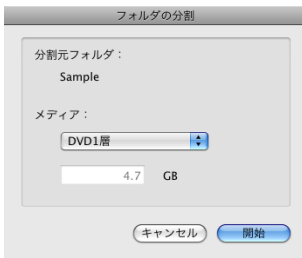 フォルダの分割
分割元フォルダ：
Sample
メディア：
DVD1層
4.7 GB
キャンセル 開始